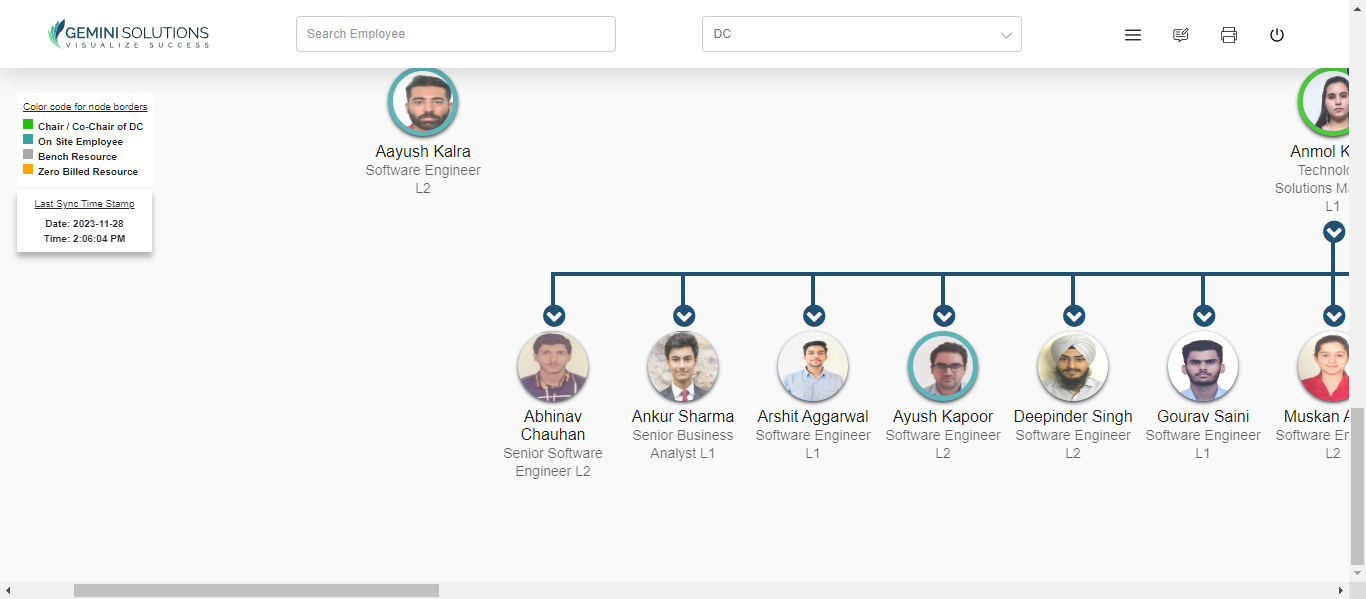 GEMINI SOLUTIONS
VISUALIZE SUCCESS
Search Employee
DC
Color code for node borders
Chair / Co-Chair of DC
On Site Employee
Bench Resource
Zero Billed Resource
Last Sync Time Stamp
Date: 2023-11-28
Time: 2:06:04 PM
Aayush Kalra
Software Engineer
L2
Anmol K
Technolo
Solutions Ma
L1
Abhinav
Chauhan
Senior Software
Engineer L2
Ankur Sharma
Senior Business
Analyst L1
Arshit Aggarwal
Software Engineer
L1
Ayush Kapoor
Software Engineer
L2
Deepinder Singh
Software Engineer
L2
Gourav Saini
Software Engineer
L1
Muskan A
Software En
L2